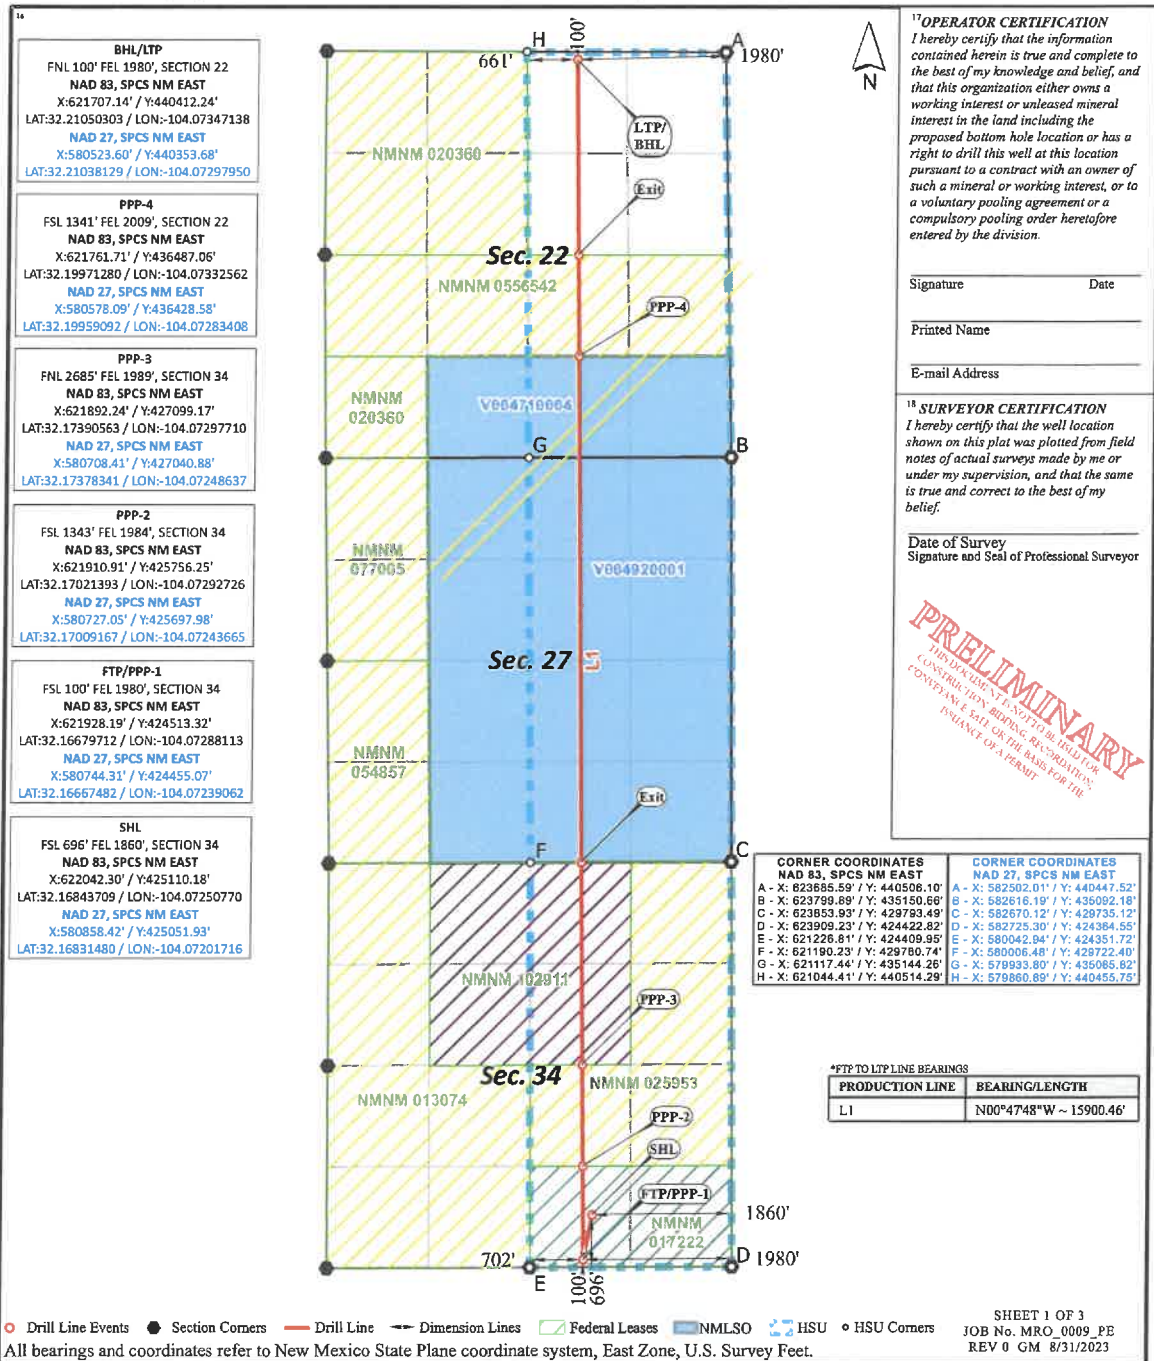 16
BHL/LTP
FNL 100' FEL 1980', SECTION 22
NAD 83, SPCS NM EAST
X:621707.14' / Y:440412.24'
LAT:32.21050303 / LON:-104.07347138
NAD 27, SPCS NM EAST
X:580523.60' / Y:440353.68'
LAT:32.21038129 / LON:-104.07297950
PPP-4
FSL 1341' FEL 2009', SECTION 22
NAD 83, SPCS NM EAST
X:621761.71' / Y:436487.06'
LAT:32.19971280 / LON:-104.07332562
NAD 27, SPCS NM EAST
X:580578.09' / Y:436428.58'
LAT:32.19959092 / LON:-104.07283408
PPP-3
FNL 2685' FEL 1989', SECTION 34
NAD 83, SPCS NM EAST
X:621892.24' / Y:427099.17'
LAT:32.17390563 / LON:-104.07297710
NAD 27, SPCS NM EAST
X:580708.41' / Y:427040.88'
LAT:32.17378341 / LON:-104.07248637
PPP-2
FSL 1343' FEL 1984', SECTION 34
NAD 83, SPCS NM EAST
X:621910.91' / Y:425756.25'
LAT:32.17021393 / LON:-104.07292726
NAD 27, SPCS NM EAST
X:580727.05' / Y:425697.98'
LAT:32.17009167 / LON:-104.07243665
FTP/PPP-1
FSL 100' FEL 1980', SECTION 34
NAD 83, SPCS NM EAST
X:621928.19' / Y:424513.32'
LAT:32.16679712 / LON:-104.07288113
NAD 27, SPCS NM EAST
X:580744.31' / Y:424455.07'
LAT:32.16667482 / LON:-104.07239062
SHL
FSL 696' FEL 1860', SECTION 34
NAD 83, SPCS NM EAST
X:622042.30' / Y:425110.18'
LAT:32.16843709 / LON:-104.07250770
NAD 27, SPCS NM EAST
X:580858.42' / Y:425051.93'
LAT:32.16831480 / LON:-104.07201716
H
100'
A
661'
1980'
N
LTP/
BHL
NMNM 020360
Exit
Sec. 22
NMNM 0556542
PPP-4
NMNM
020360
V004710004
G
B
NMNM
077005
V004920001
Sec. 27
L1
NMNM
054857
Exit
F
C
NMNM 102911
PPP-3
Sec. 34
NMNM 025953
NMNM 013074
PPP-2
SHL
FTP/PPP-1
NMNM
017222
1860'
702'
E
100'
696'
D
1980'
17 OPERATOR CERTIFICATION
I hereby certify that the information
contained herein is true and complete to
the best of my knowledge and belief, and
that this organization either owns a
working interest or unleased mineral
interest in the land including the
proposed bottom hole location or has a
right to drill this well at this location
pursuant to a contract with an owner of
such a mineral or working interest, or to
a voluntary pooling agreement or a
compulsory pooling order heretofore
entered by the division.
Signature Date
Printed Name
E-mail Address
18 SURVEYOR CERTIFICATION
I hereby certify that the well location
shown on this plat was plotted from field
notes of actual surveys made by me or
under my supervision, and that the same
is true and correct to the best of my
belief.
Date of Survey
Signature and Seal of Professional Surveyor
PRELIMINARY
THIS DOCUMENT IS NOT TO BE USED FOR
CONSTRUCTION, BIDDING, RECORDATION,
CONVEYANCE, SALE OR THE BASIS FOR THE
ISSUANCE OF A PERMIT
CORNER COORDINATES
NAD 83, SPCS NM EAST
A - X: 623685.59' / Y: 440506.10'
B - X: 623799.89' / Y: 435150.66'
C - X: 623853.93' / Y: 429793.49'
D - X: 623909.23' / Y: 424422.82'
E - X: 621226.81' / Y: 424409.95'
F - X: 621190.23' / Y: 429780.74'
G - X: 621117.44' / Y: 435144.26'
H - X: 621044.41' / Y: 440514.29'
CORNER COORDINATES
NAD 27, SPCS NM EAST
A - X: 582502.01' / Y: 440447.52'
B - X: 582616.19' / Y: 435092.18'
C - X: 582670.12' / Y: 429735.12'
D - X: 582725.30' / Y: 424364.55'
E - X: 580042.94' / Y: 424351.72'
F - X: 580006.48' / Y: 429722.40'
G - X: 579933.80' / Y: 435085.82'
H - X: 579860.89' / Y: 440455.75'
*FTP TO LTP LINE BEARINGS
PRODUCTION LINE BEARING/LENGTH
L1 N00°47'48"W ~ 15900.46'
Drill Line Events Section Corners Drill Line Dimension Lines Federal Leases NMLSO HSU HSU Corners
All bearings and coordinates refer to New Mexico State Plane coordinate system, East Zone, U.S. Survey Feet.
SHEET 1 OF 3
JOB No. MRO_0009_PE
REV 0 GM 8/31/2023